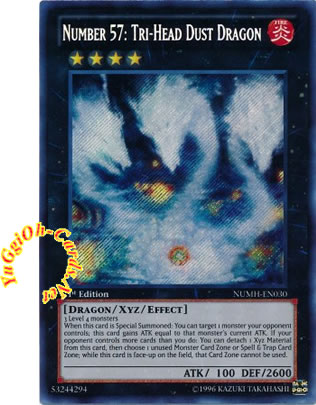 Number 57: Tri-Head Dust Dragon
炎
FIRE
YuGgiOh-Cards.Net
1st Edition
NUMH-EN030
[Dragon/Xyz/Effect]
3 Level 4 monsters
When this card is Special Summoned: You can target 1 monster your opponent
controls; this card gains ATK equal to that monster's current ATK. If your
opponent controls more cards than you do: You can detach 1 Xyz Material
from this card, then choose 1 unused Monster Card Zone or Spell & Trap Card
Zone; while this card is face-up on the field, that Card Zone cannot be used.
ATK/ 100 DEF/2600
53244294
©1996 KAZUKI TAKAHASHI